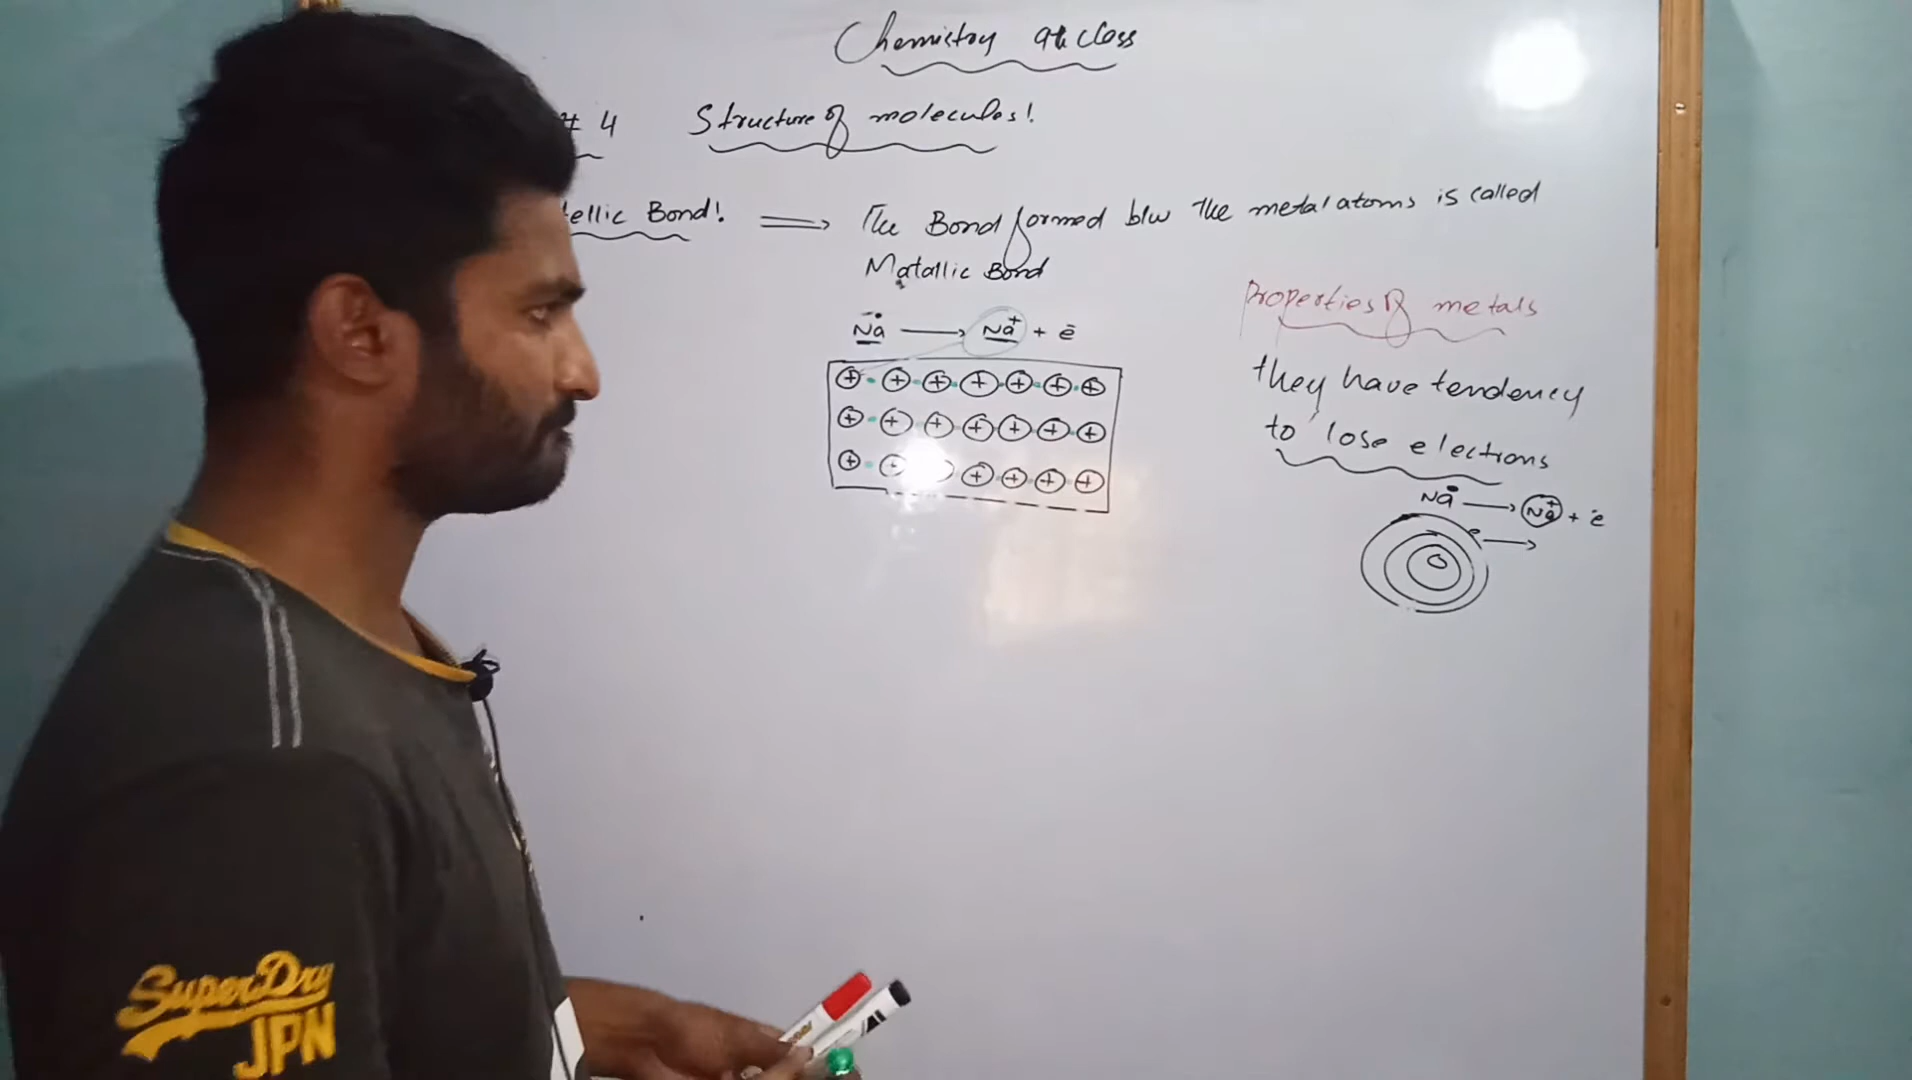 Chemistry 9th class
# 4 Structure of molecules!
tellic Bond! ⟹ The Bond formed b/w The metal atoms is called
Matallic Bond
Na → Na⁺ + e⁻
+ + + + + + +
+ + + + + + +
+ + + + + +
Properties of metals
they have tendency
to lose electrons
Na → Na⁺ + e⁻
e →
SuperDry
JPN